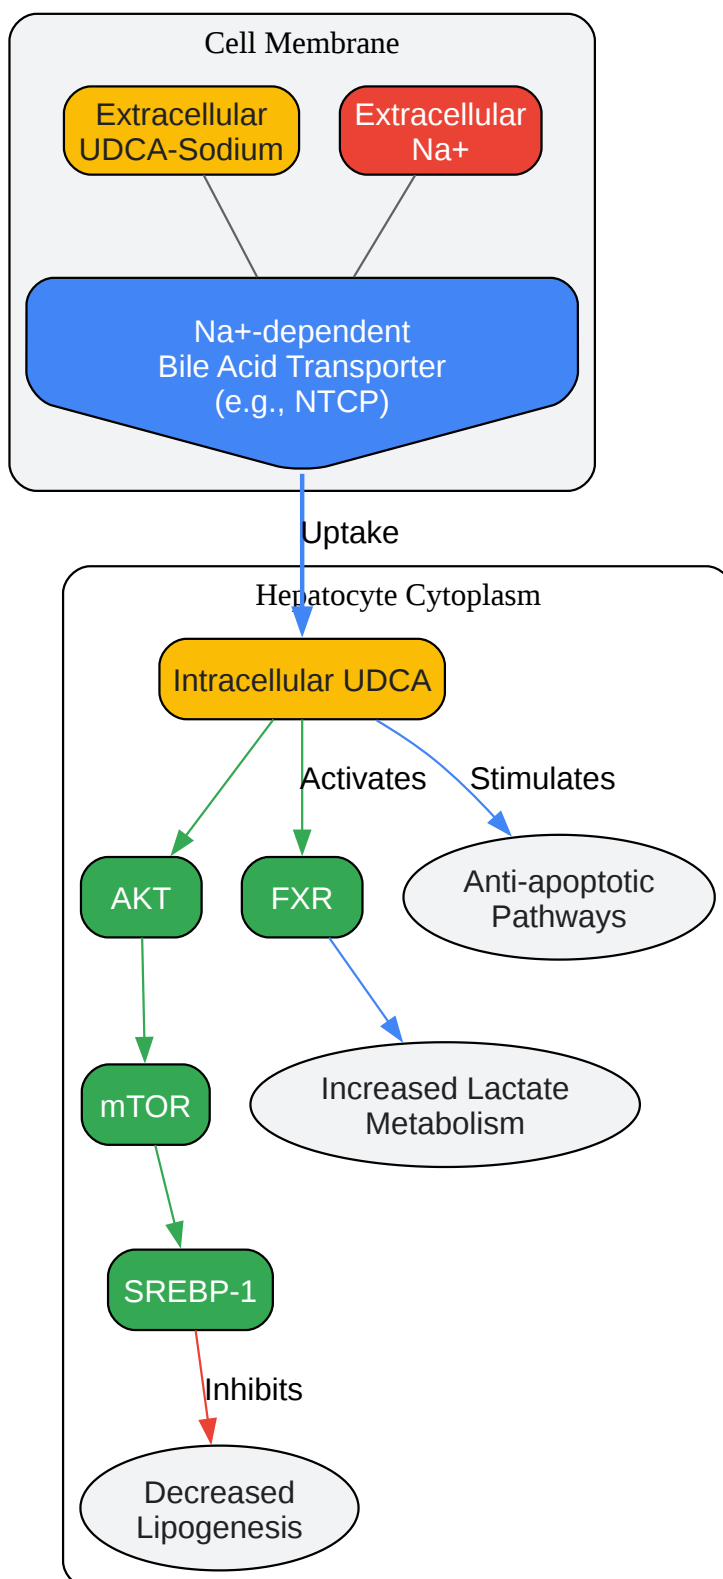 Cell Membrane
Extracellular
UDCA-Sodium
Extracellular
Na+
Na+-dependent
Bile Acid Transporter
(e.g., NTCP)
Uptake
Hepatocyte Cytoplasm
Intracellular UDCA
Activates
Stimulates
AKT
FXR
Anti-apoptotic
Pathways
mTOR
Increased Lactate
Metabolism
SREBP-1
Inhibits
Decreased
Lipogenesis